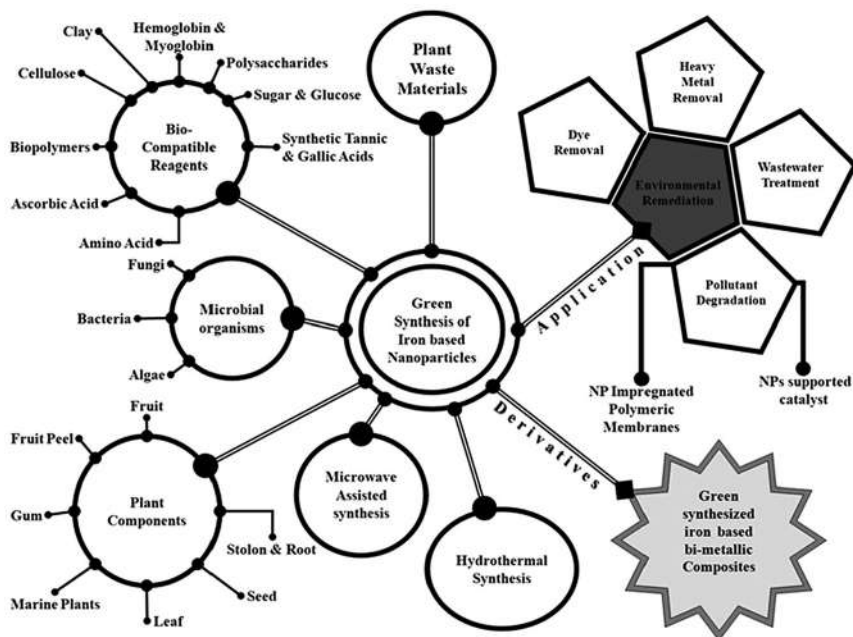 Hemoglobin &
Myoglobin
Clay
Polysaccharides
Cellulose
Sugar & Glucose
Bio-
Compatible
Reagents
Biopolymers
Synthetic Tannic
& Gallic Acids
Ascorbic Acid
Amino Acid
Plant
Waste
Materials
Heavy
Metal
Removal
Dye
Removal
Wastewater
Treatment
Environmental
Remediation
Pollutant
Degradation
Application
NP Impregnated
Polymeric
Membranes
NPs supported
catalyst
Fungi
Bacteria
Algae
Microbial
organisms
Green
Synthesis of
Iron based
Nanoparticles
Derivatives
Fruit
Fruit Peel
Gum
Plant
Components
Stolon & Root
Marine Plants
Seed
Leaf
Microwave
Assisted
synthesis
Hydrothermal
Synthesis
Green
synthesized
iron based
bi-metallic
Composites